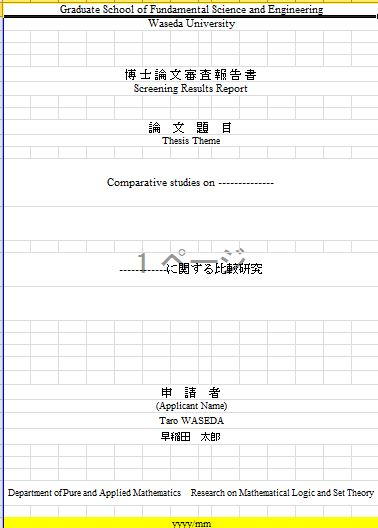 Graduate School of Fundamental Science and Engineering
Waseda University
博士論文審査報告書
Screening Results Report
論 文 題 目
Thesis Theme
Comparative studies on --------------
1 ページ
------------に関する比較研究
申 請 者
(Applicant Name)
Taro WASEDA
早稲田 太郎
Department of Pure and Applied Mathematics Research on Mathematical Logic and Set Theory
yyyy/mm